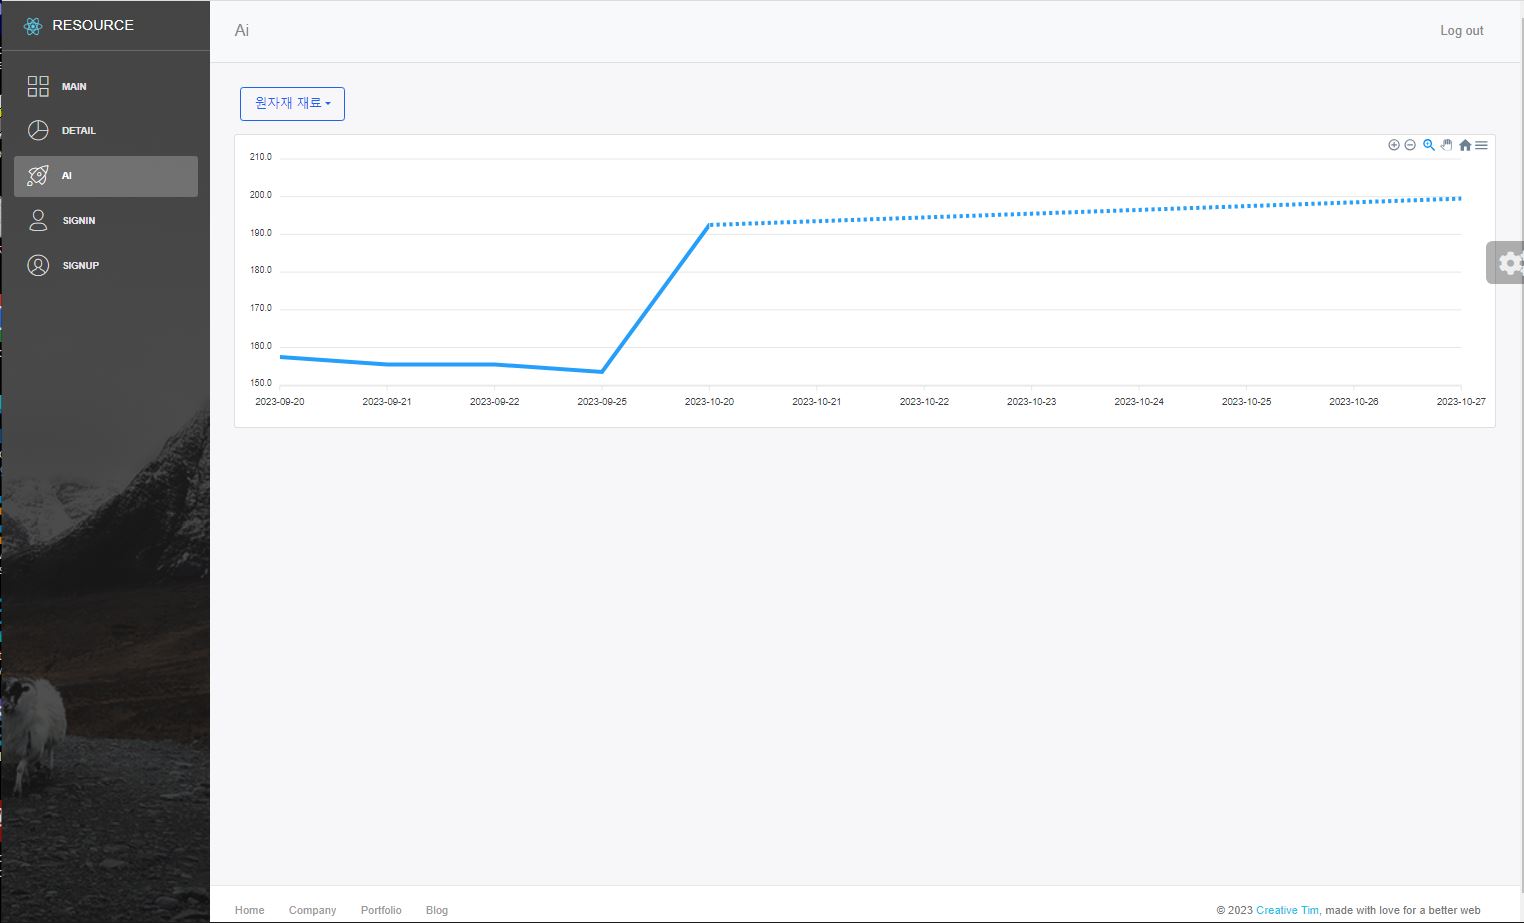 RESOURCE
Ai
Log out
MAIN
DETAIL
AI
SIGNIN
SIGNUP
원자재 재료
210.0
200.0
190.0
180.0
170.0
160.0
150.0
2023-09-20 2023-09-21 2023-09-22 2023-09-25 2023-10-20 2023-10-21 2023-10-22 2023-10-23 2023-10-24 2023-10-25 2023-10-26 2023-10-27
Home Company Portfolio Blog
© 2023 Creative Tim, made with love for a better web